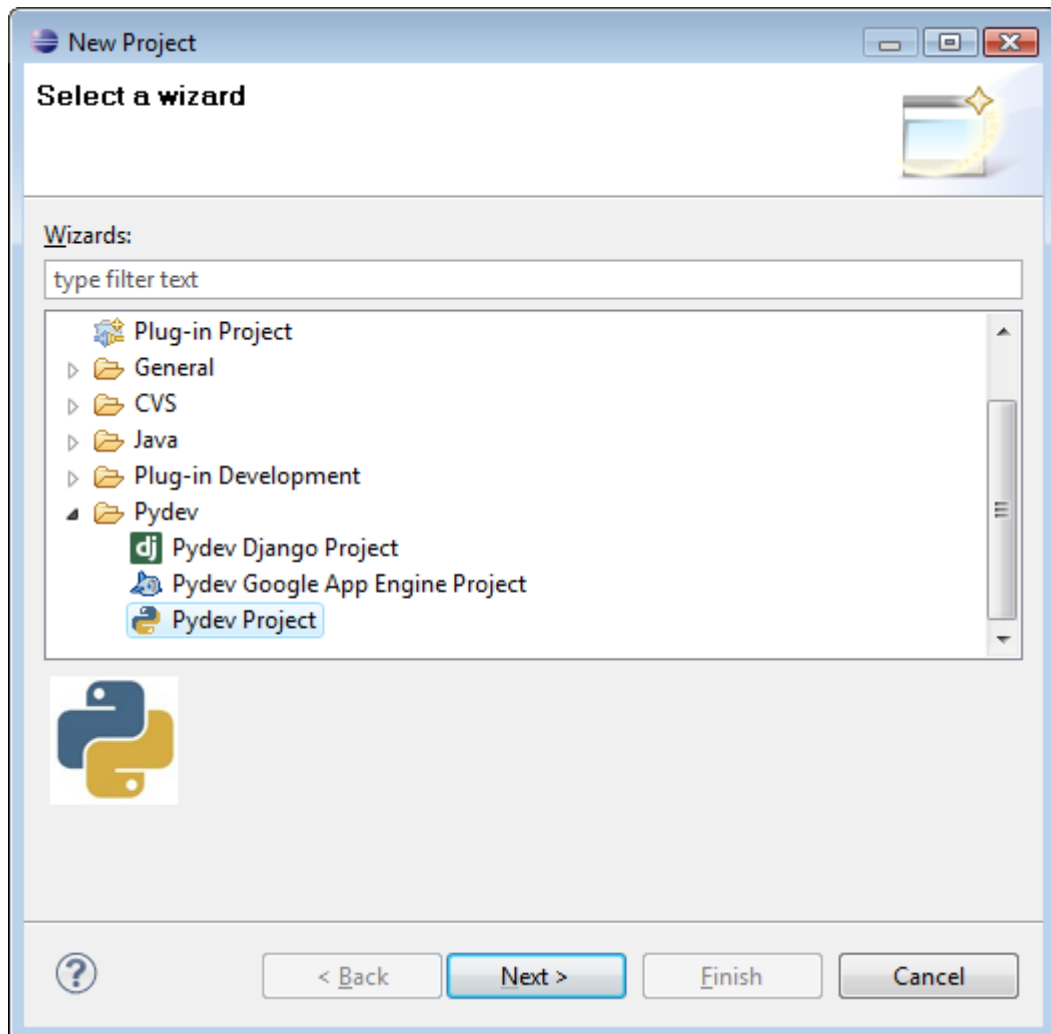 New Project
Select a wizard
Wizards:
type filter text
Plug-in Project
General
CVS
Java
Plug-in Development
Pydev
dj Pydev Django Project
Pydev Google App Engine Project
Pydev Project
? < Back Next > Finish Cancel